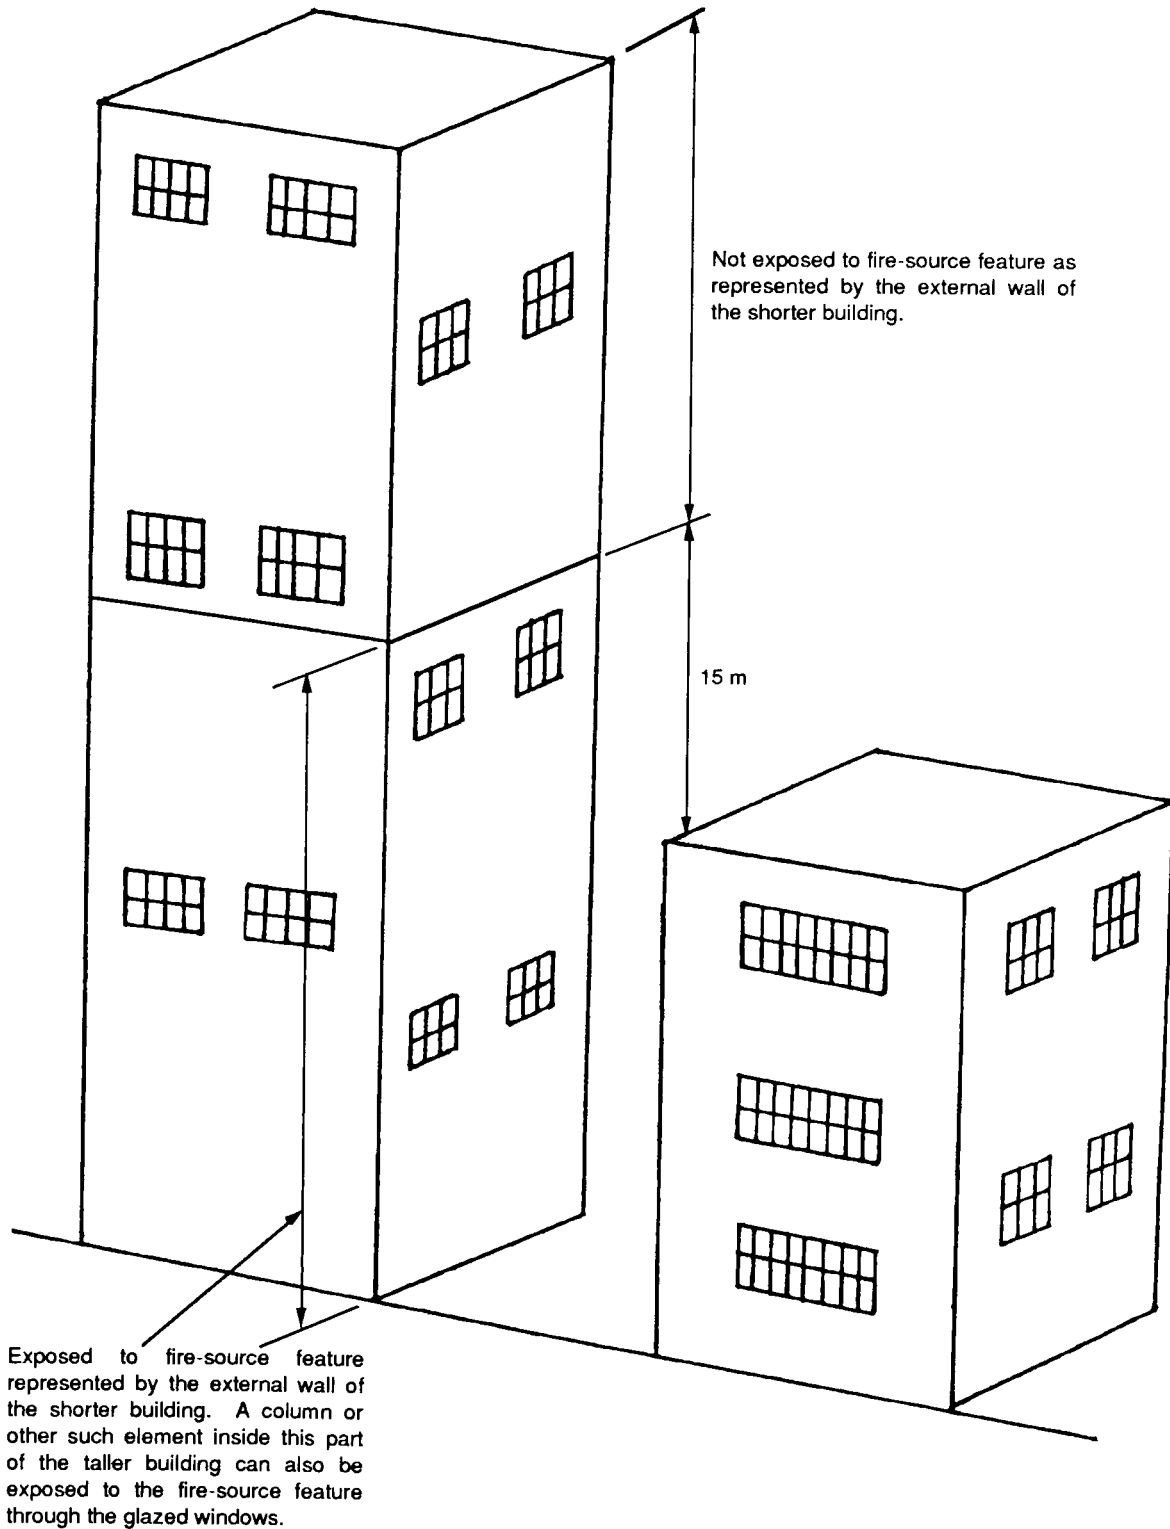 Not exposed to fire-source feature as
represented by the external wall of
the shorter building.
15 m
Exposed to fire-source feature
represented by the external wall of
the shorter building. A column or
other such element inside this part
of the taller building can also be
exposed to the fire-source feature
through the glazed windows.